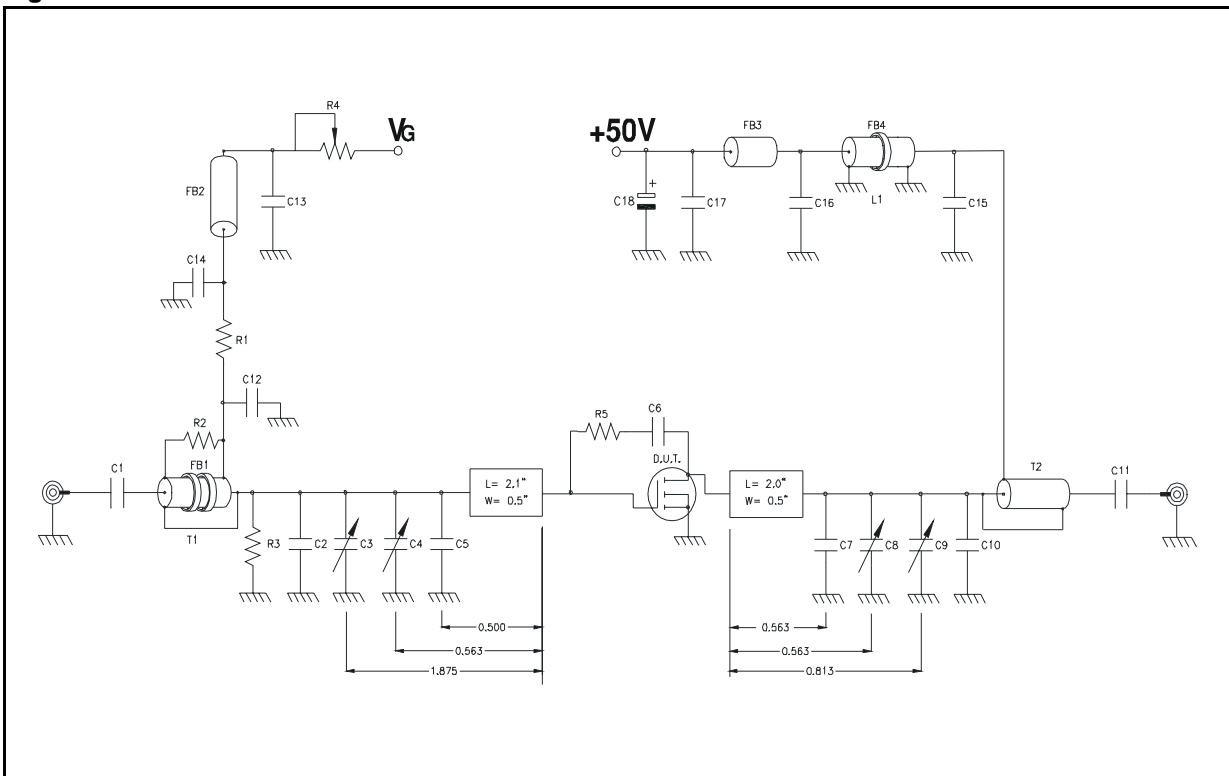 R4
VG
+50V
FB3
FB4
FB2
C13
C18
+
C17
C16
L1
C15
C14
R1
C12
R2
FB1
C1
T1
R5
C6
D.U.T.
L= 2.1"
W= 0.5"
L= 2.0"
W= 0.5"
T2
C11
R3
C2
C3
C4
C5
C7
C8
C9
C10
0.500
0.563
1.875
0.563
0.563
0.813